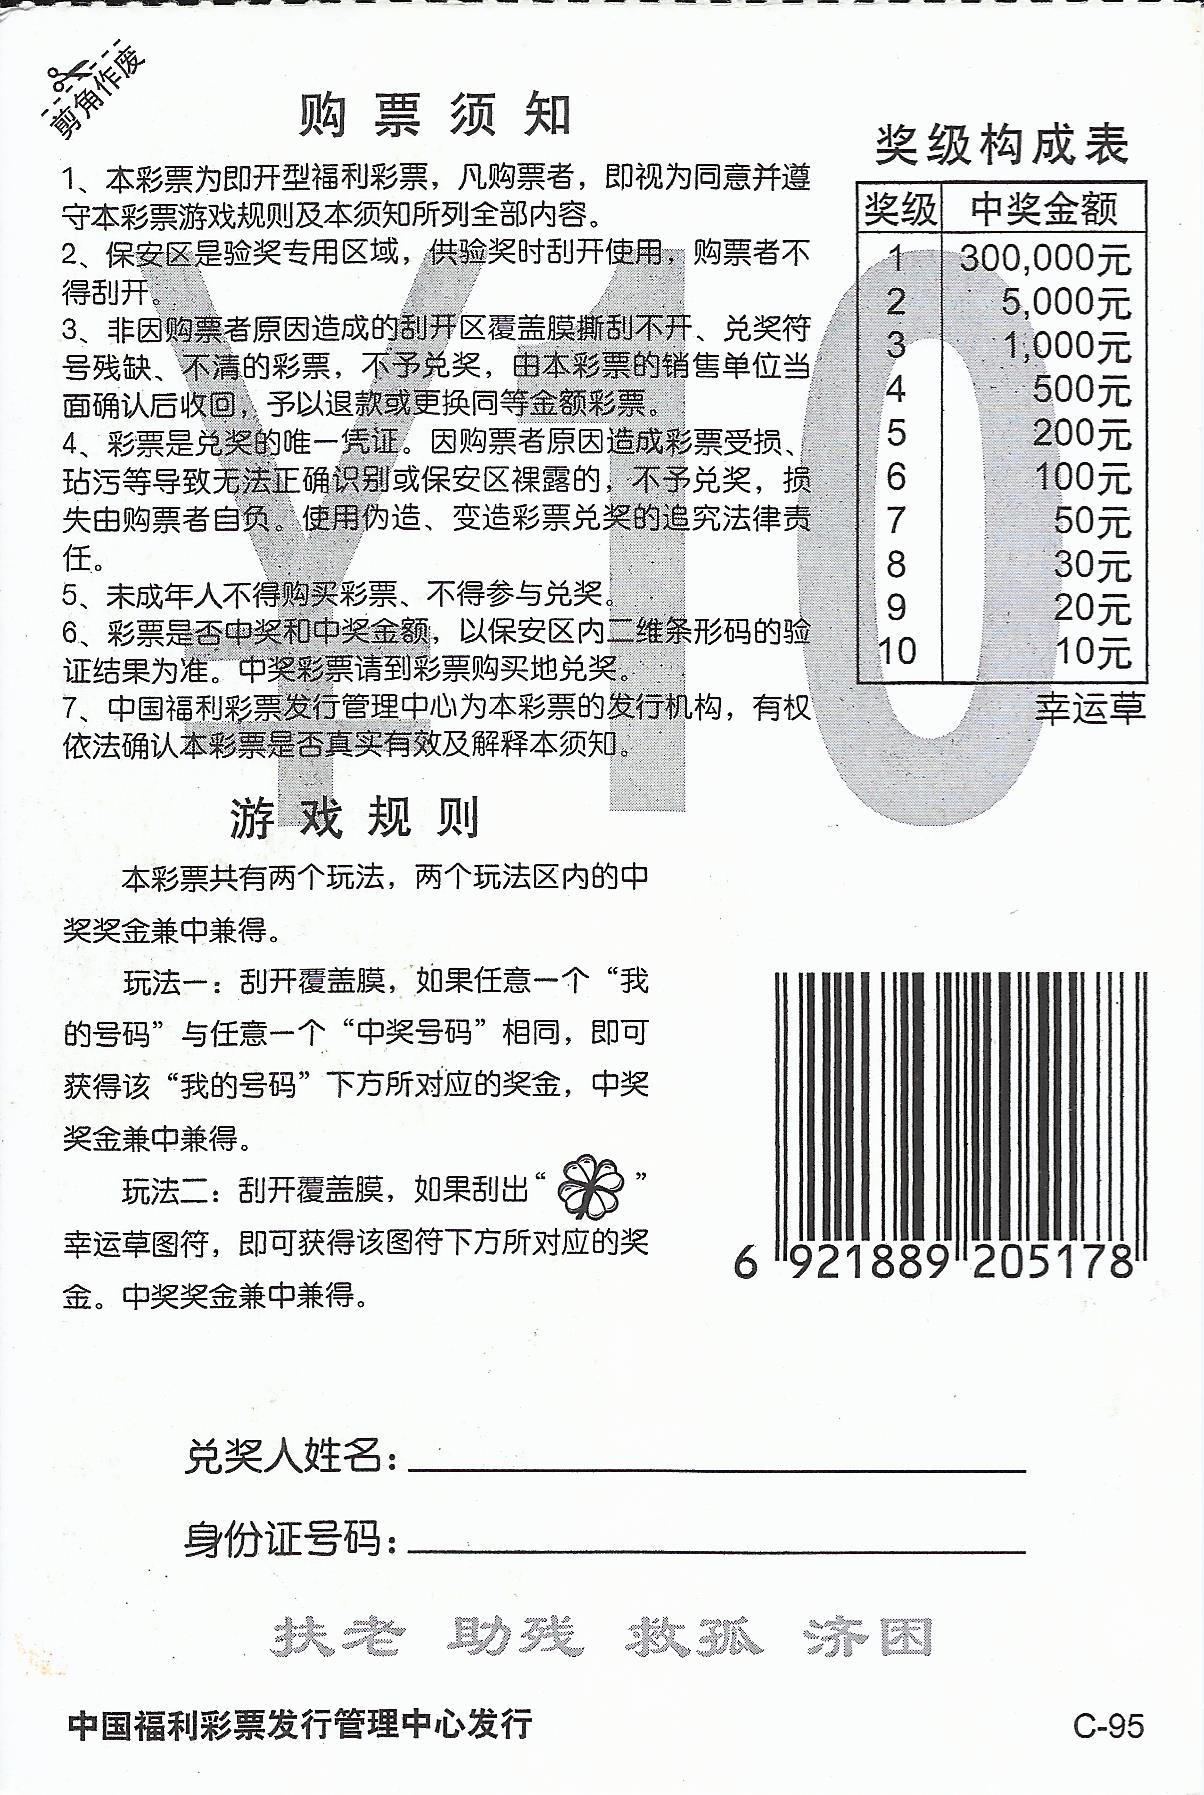 剪角作废
购票须知
1、本彩票为即开型福利彩票，凡购票者，即视为同意并遵
守本彩票游戏规则及本须知所列全部内容。
2、保安区是验奖专用区域，供验奖时刮开使用，购票者不
得刮开。
3、非因购票者原因造成的刮开区覆盖膜撕刮不开、兑奖符
号残缺、不清的彩票，不予兑奖，由本彩票的销售单位当
面确认后收回，予以退款或更换同等金额彩票。
4、彩票是兑奖的唯一凭证。因购票者原因造成彩票受损、
玷污等导致无法正确识别或保安区裸露的，不予兑奖，损
失由购票者自负。使用伪造、变造彩票兑奖的追究法律责
任。
5、未成年人不得购买彩票、不得参与兑奖。
6、彩票是否中奖和中奖金额，以保安区内二维条形码的验
证结果为准。中奖彩票请到彩票购买地兑奖。
7、中国福利彩票发行管理中心为本彩票的发行机构，有权
依法确认本彩票是否真实有效及解释本须知。
¥10
奖级构成表
奖级 中奖金额
1 300,000元
2 5,000元
3 1,000元
4 500元
5 200元
6 100元
7 50元
8 30元
9 20元
10 10元
幸运草
游戏规则
本彩票共有两个玩法，两个玩法区内的中
奖奖金兼中兼得。
玩法一：刮开覆盖膜，如果任意一个“我
的号码”与任意一个“中奖号码”相同，即可
获得该“我的号码”下方所对应的奖金，中奖
奖金兼中兼得。
玩法二：刮开覆盖膜，如果刮出“ ”
幸运草图符，即可获得该图符下方所对应的奖
金。中奖奖金兼中兼得。
6 921889 205178
兑奖人姓名：
身份证号码：
扶老 助残 救孤 济困
中国福利彩票发行管理中心发行
C-95